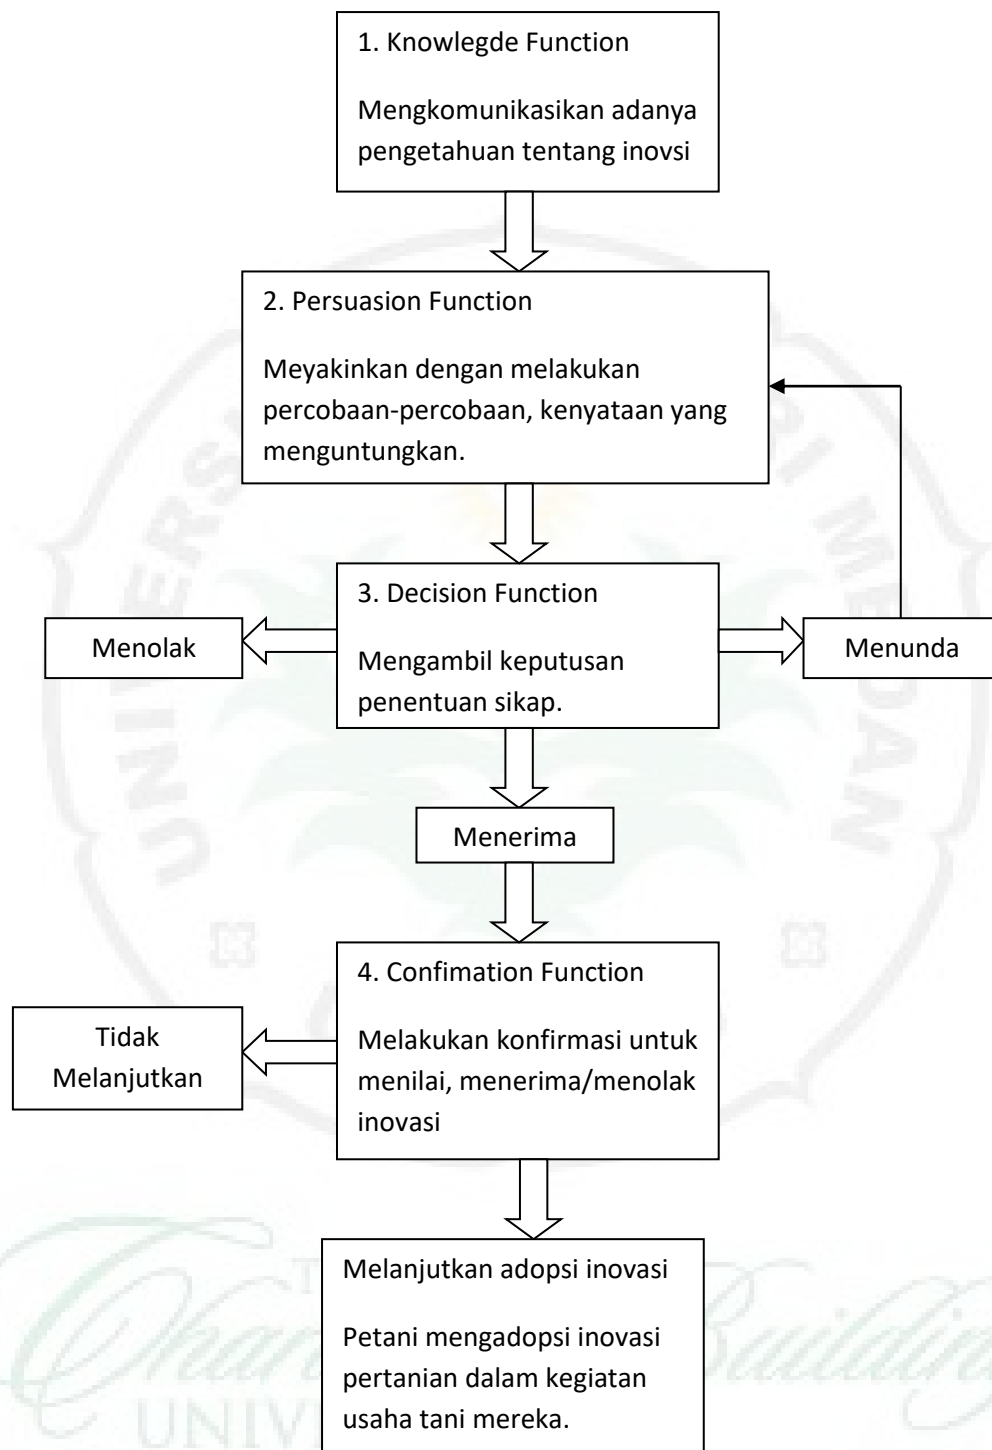 1. Knowlegde Function
Mengkomunikasikan adanya
pengetahuan tentang inovsi
2. Persuasion Function
Meyakinkan dengan melakukan
percobaan-percobaan, kenyataan yang
menguntungkan.
3. Decision Function
Mengambil keputusan
penentuan sikap.
Menolak
Menunda
Menerima
4. Confimation Function
Melakukan konfirmasi untuk
menilai, menerima/menolak
inovasi
Tidak
Melanjutkan
Melanjutkan adopsi inovasi
Petani mengadopsi inovasi
pertanian dalam kegiatan
usaha tani mereka.